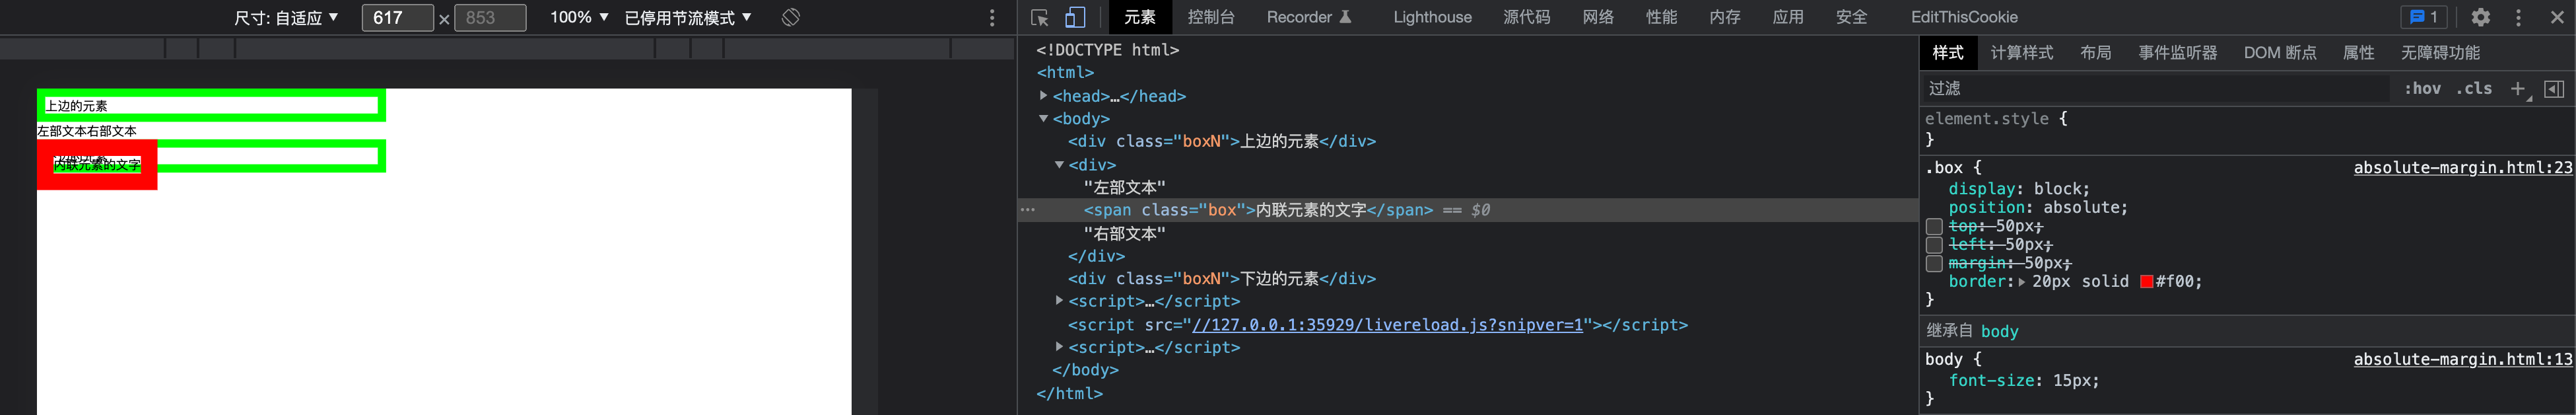 尺寸: 自适应 ▼ 617 × 853 100% ▼ 已停用节流模式 ▼
元素 控制台 Recorder Lighthouse 源代码 网络 性能 内存 应用 安全 EditThisCookie 1
上边的元素
左部文本右部文本
内联元素的文字
<!DOCTYPE html>
<html>
<head>…</head>
<body>
<div class="boxN">上边的元素</div>
<div>
"左部文本"
<span class="box">内联元素的文字</span> == $0
"右部文本"
</div>
<div class="boxN">下边的元素</div>
<script>…</script>
<script src="//127.0.0.1:35929/livereload.js?snipver=1"></script>
<script>…</script>
</body>
</html>
样式 计算样式 布局 事件监听器 DOM 断点 属性 无障碍功能
过滤 :hov .cls
element.style {
}
.box { absolute-margin.html:23
display: block;
position: absolute;
top: 50px;
left: 50px;
margin: 50px;
border: 20px solid #f00;
}
继承自 body
body { absolute-margin.html:13
font-size: 15px;
}